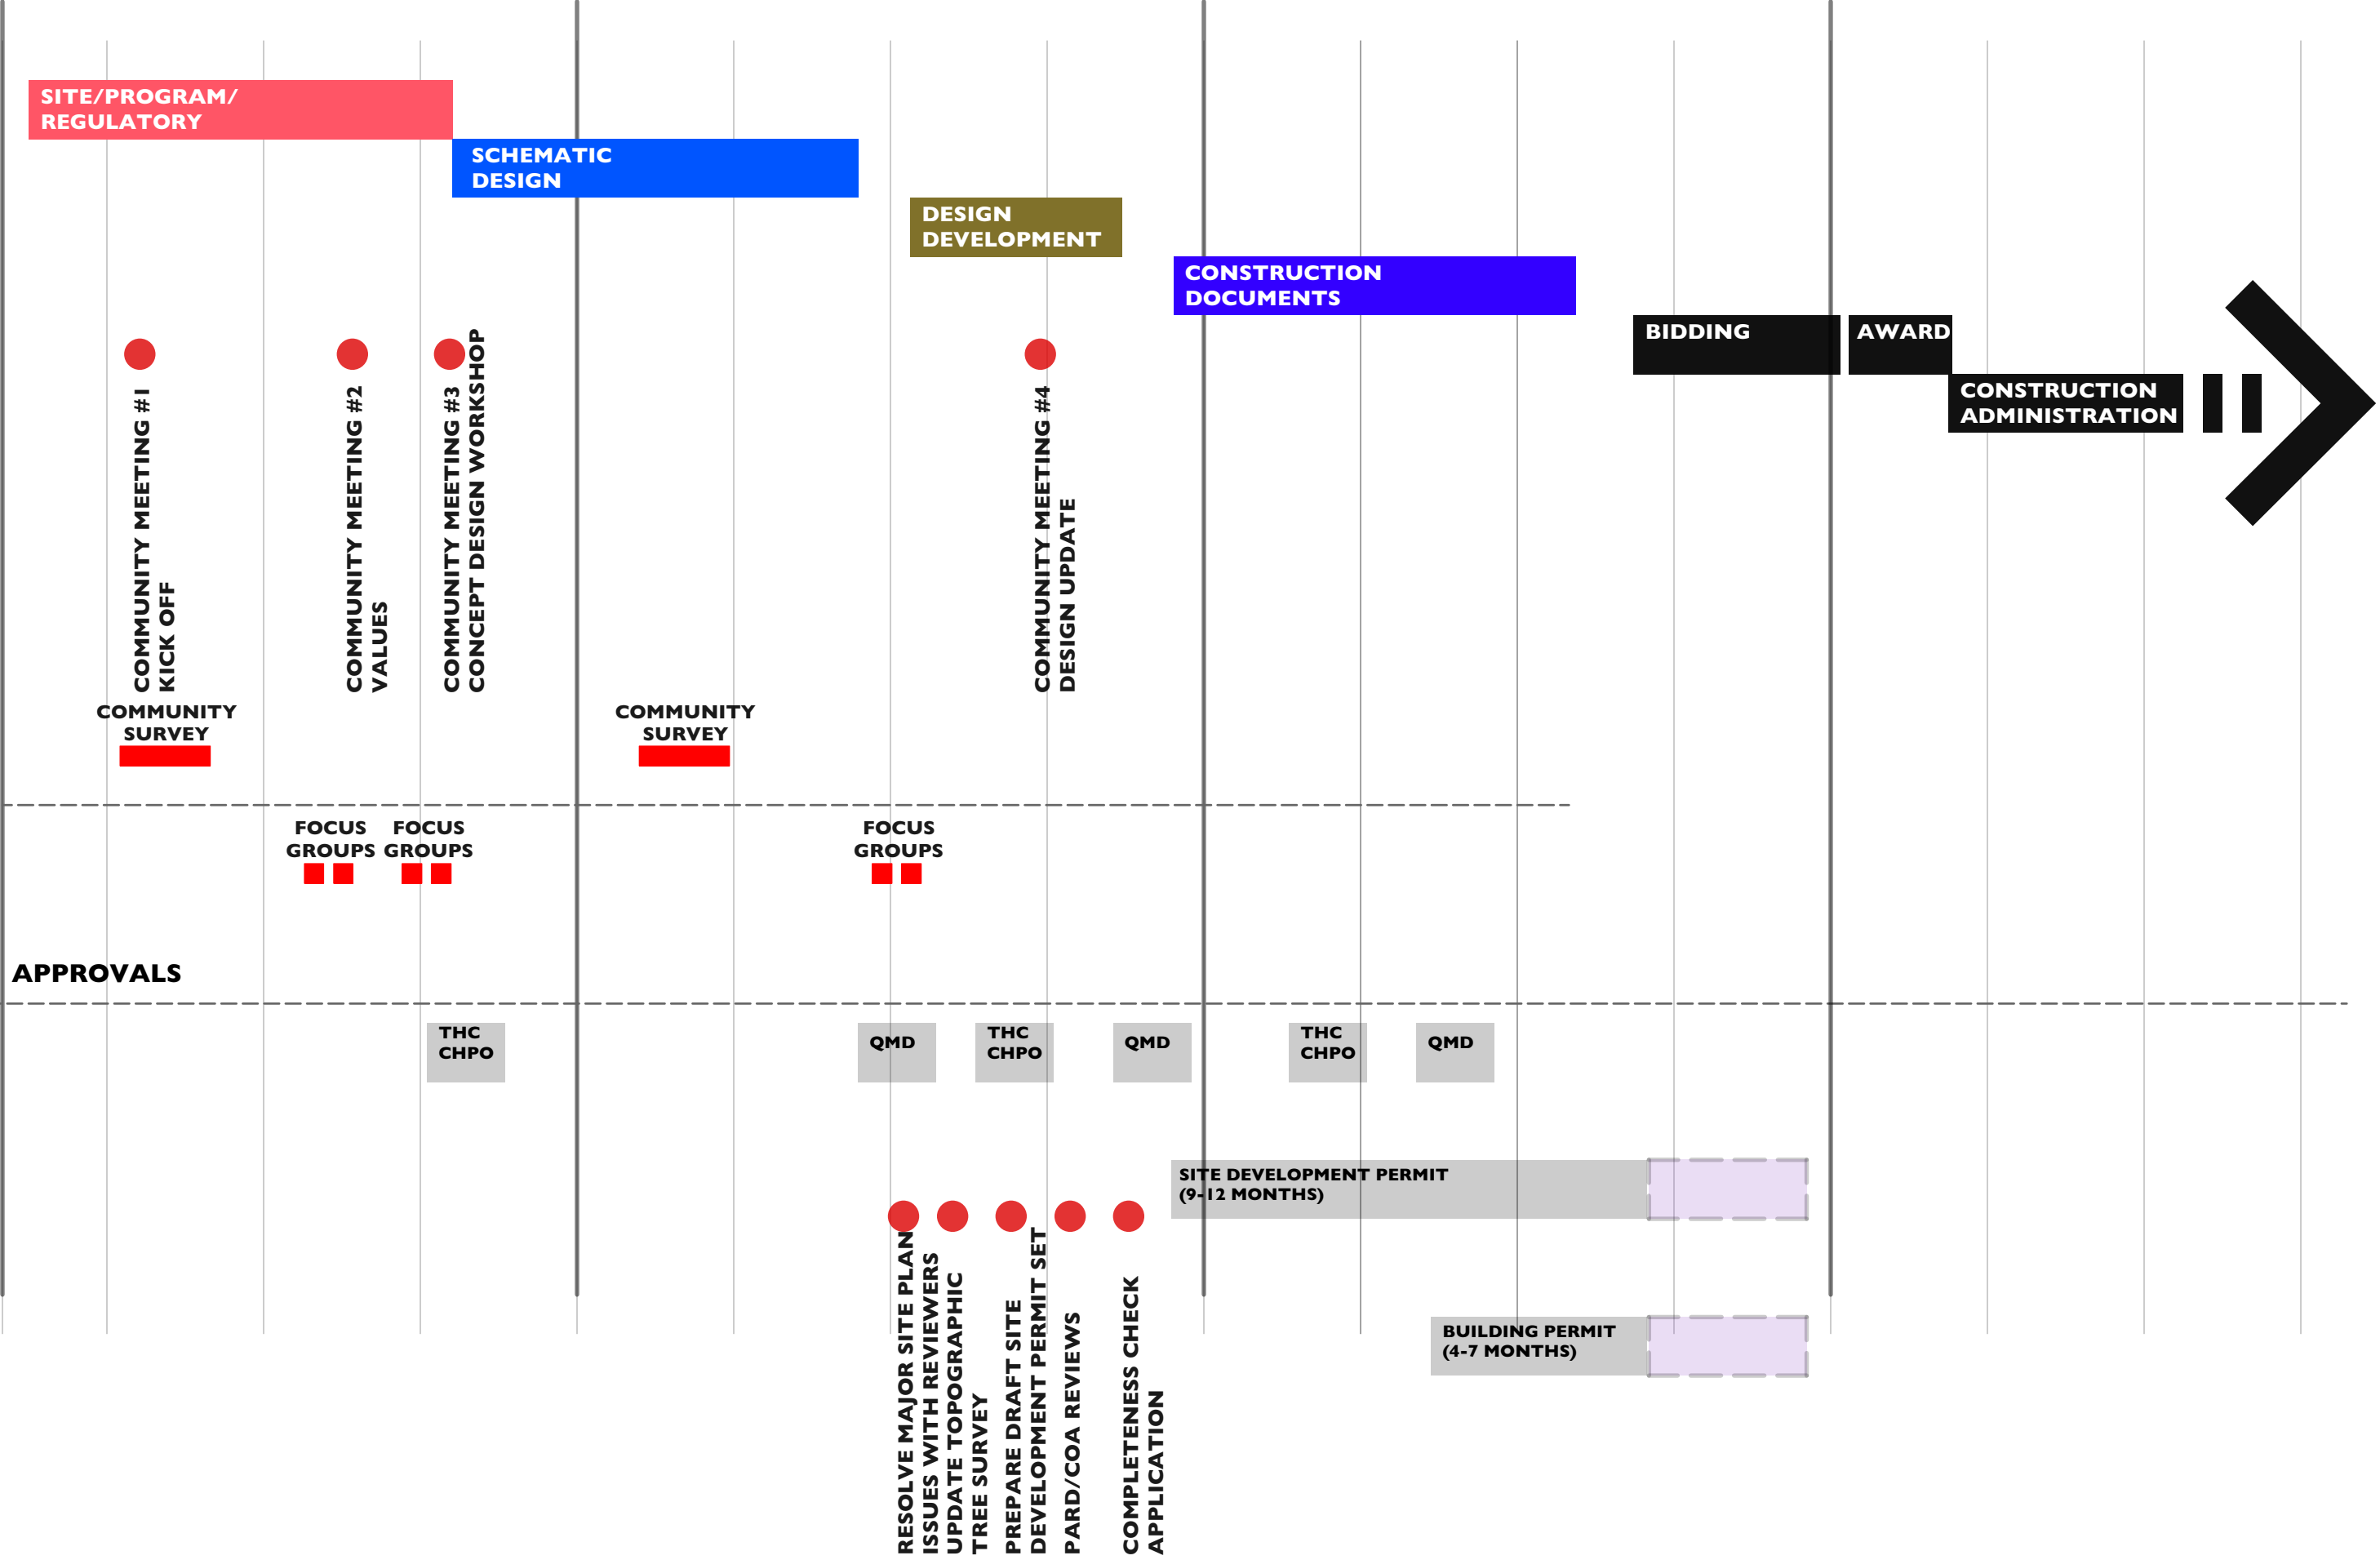 SITE/PROGRAM/
REGULATORY
SCHEMATIC
DESIGN
DESIGN
DEVELOPMENT
CONSTRUCTION
DOCUMENTS
BIDDING
AWARD
CONSTRUCTION
ADMINISTRATION
COMMUNITY MEETING #1
KICK OFF
COMMUNITY MEETING #2
VALUES
COMMUNITY MEETING #3
CONCEPT DESIGN WORKSHOP
COMMUNITY MEETING #4
DESIGN UPDATE
COMMUNITY
SURVEY
COMMUNITY
SURVEY
FOCUS
GROUPS
FOCUS
GROUPS
FOCUS
GROUPS
APPROVALS
THC
CHPO
QMD
THC
CHPO
QMD
THC
CHPO
QMD
SITE DEVELOPMENT PERMIT
(9-12 MONTHS)
BUILDING PERMIT
(4-7 MONTHS)
RESOLVE MAJOR SITE PLAN
ISSUES WITH REVIEWERS
UPDATE TOPOGRAPHIC
TREE SURVEY
PREPARE DRAFT SITE
DEVELOPMENT PERMIT SET
PARD/COA REVIEWS
COMPLETENESS CHECK
APPLICATION